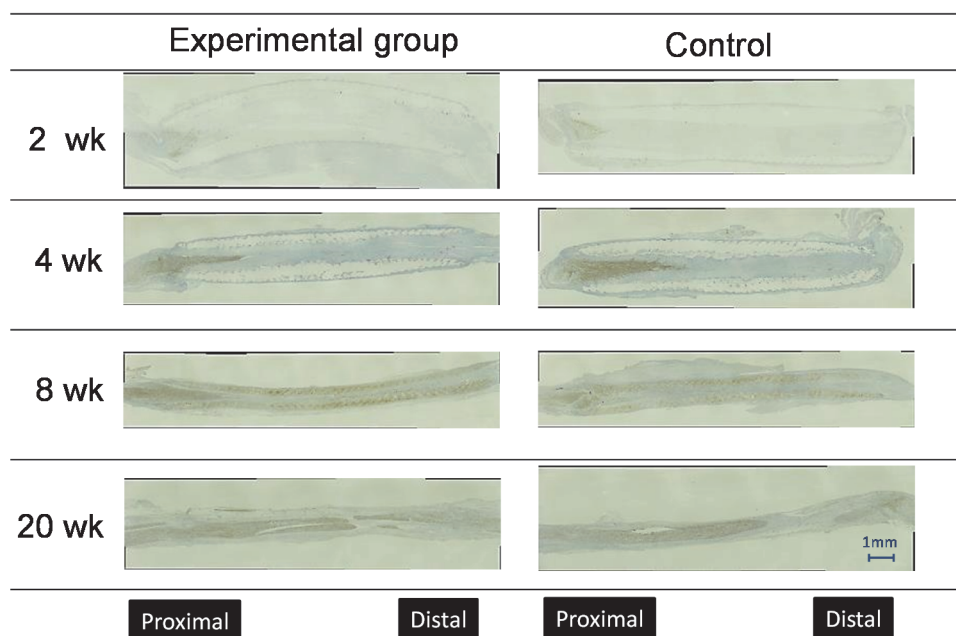 Experimental group Control
2 wk
4 wk
8 wk
20 wk
1mm
Proximal Distal Proximal Distal